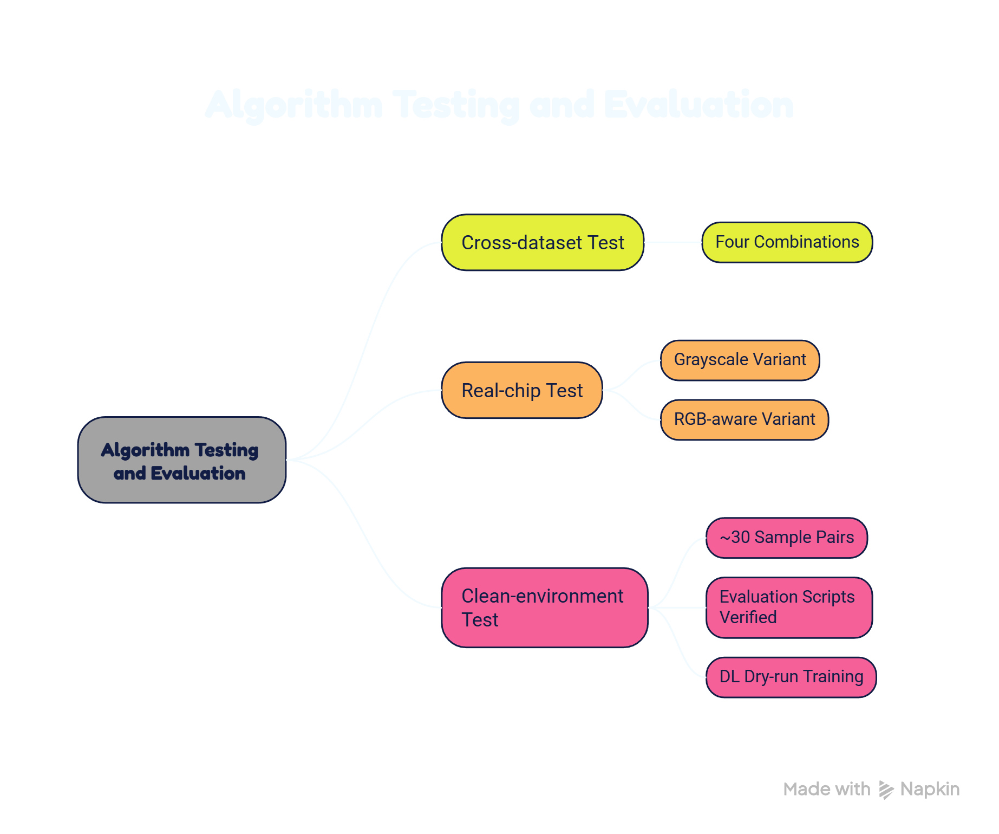 Algorithm Testing and Evaluation
Cross-dataset Test
Four Combinations
Grayscale Variant
Real-chip Test
RGB-aware Variant
Algorithm Testing
and Evaluation
~30 Sample Pairs
Clean-environment
Test
Evaluation Scripts
Verified
DL Dry-run Training
Made with Napkin